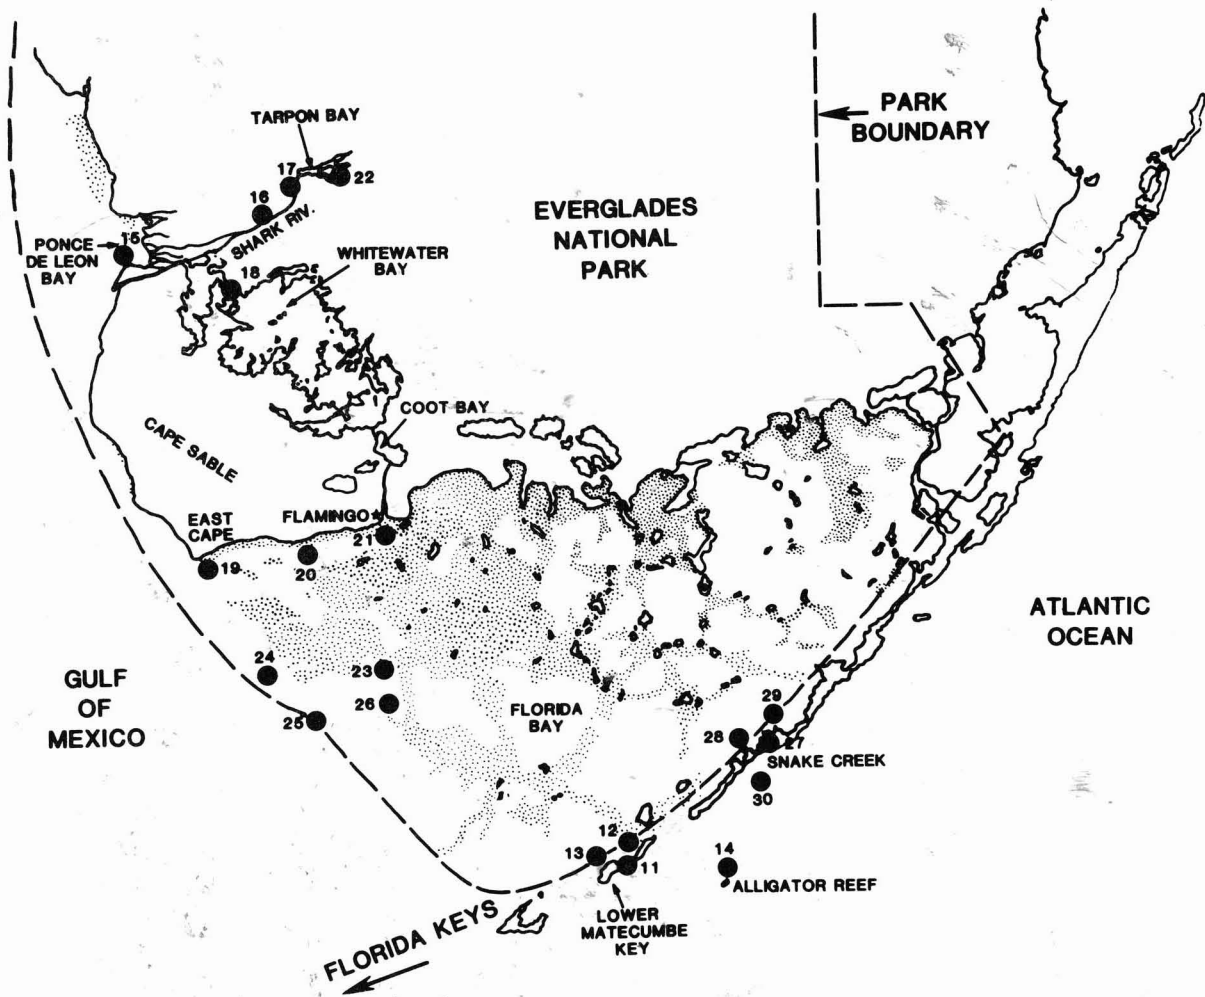 PARK
BOUNDARY
TARPON BAY
17
22
16
SHARK RIV.
EVERGLADES
NATIONAL
PARK
PONCE
DE LEON
BAY
15
WHITEWATER
BAY
18
COOT BAY
CAPE SABLE
EAST
CAPE
FLAMINGO
21
19
20
ATLANTIC
OCEAN
24
23
GULF
OF
MEXICO
25
26
FLORIDA
BAY
29
28
27
SNAKE CREEK
30
12
13
11
14
ALLIGATOR REEF
LOWER
MATECUMBE
KEY
FLORIDA KEYS